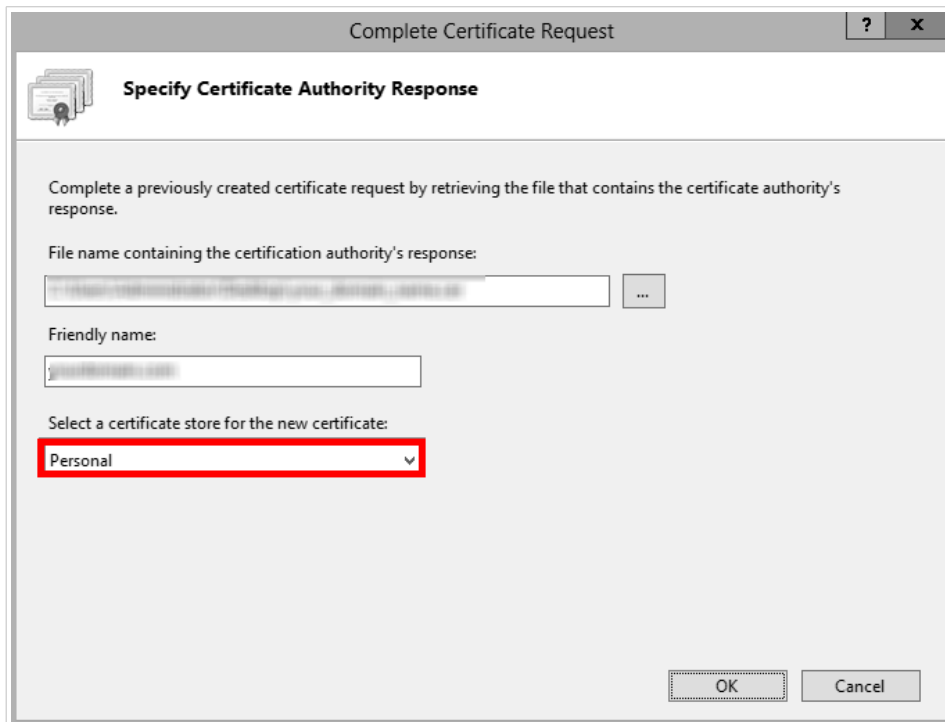 Complete Certificate Request
?
x
Specify Certificate Authority Response
Complete a previously created certificate request by retrieving the file that contains the certificate authority's
response.
File name containing the certification authority's response:
...
Friendly name:
Select a certificate store for the new certificate:
Personal
OK
Cancel